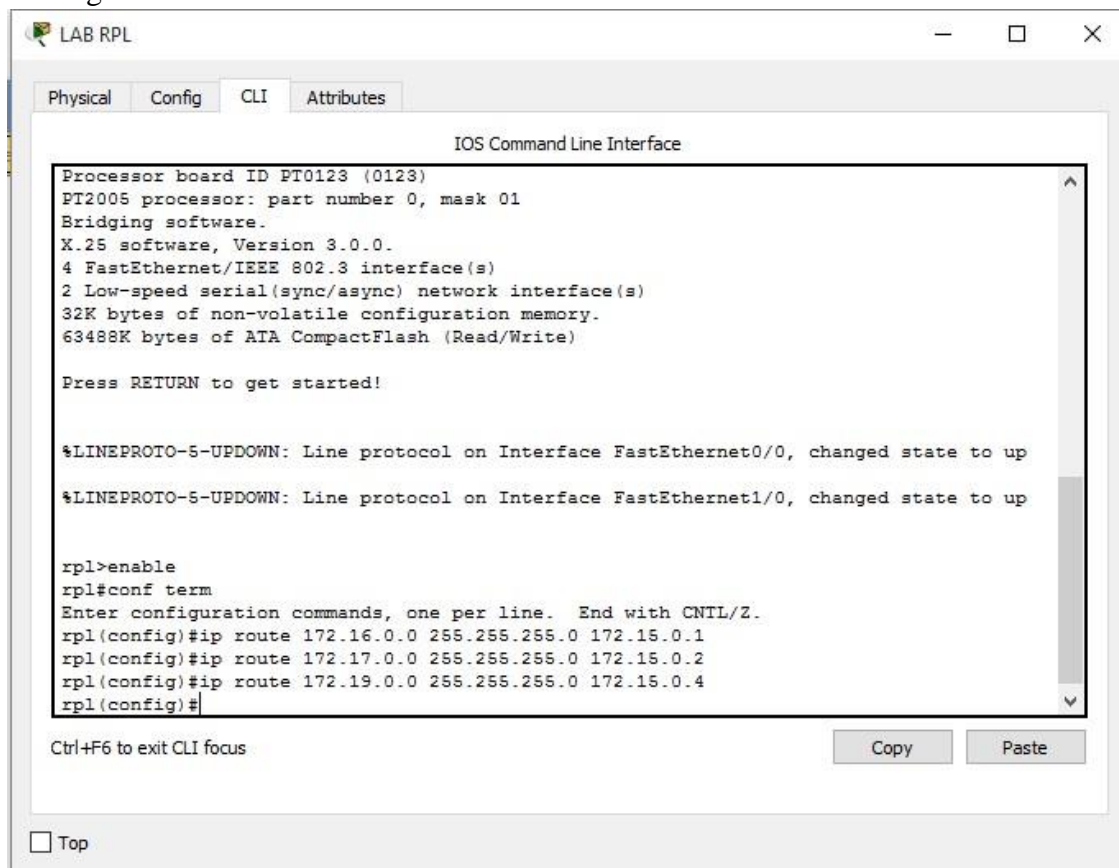 LAB RPL
Physical Config CLI Attributes
IOS Command Line Interface
Processor board ID PT0123 (0123)
PT2005 processor: part number 0, mask 01
Bridging software.
X.25 software, Version 3.0.0.
4 FastEthernet/IEEE 802.3 interface(s)
2 Low-speed serial(sync/async) network interface(s)
32K bytes of non-volatile configuration memory.
63488K bytes of ATA CompactFlash (Read/Write)
Press RETURN to get started!
%LINEPROTO-5-UPDOWN: Line protocol on Interface FastEthernet0/0, changed state to up
%LINEPROTO-5-UPDOWN: Line protocol on Interface FastEthernet1/0, changed state to up
rpl>enable
rpl#conf term
Enter configuration commands, one per line.  End with CNTL/Z.
rpl(config)#ip route 172.16.0.0 255.255.255.0 172.15.0.1
rpl(config)#ip route 172.17.0.0 255.255.255.0 172.15.0.2
rpl(config)#ip route 172.19.0.0 255.255.255.0 172.15.0.4
rpl(config)#
Ctrl+F6 to exit CLI focus
Copy Paste
Top